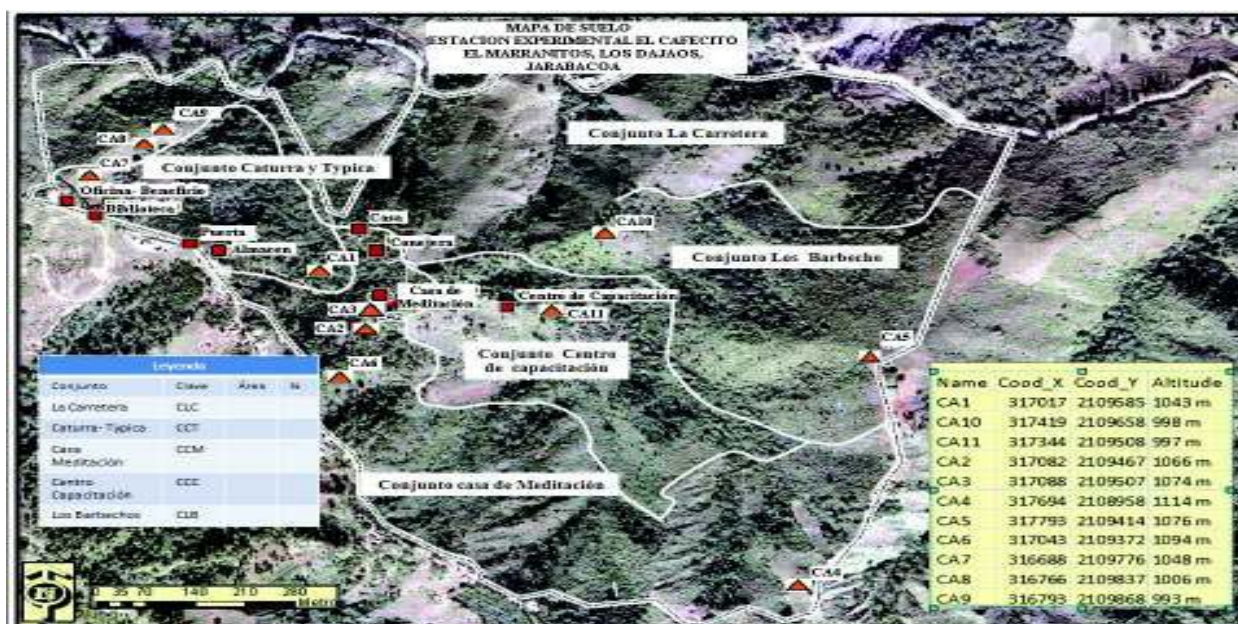 MAPA DE SUELO
ESTACION EXPERIMENTAL EL CAFECITO
EL MARRANITOS, LOS DAJAOS,
JARABACOA
Conjunto La Carretera
CA9
CA8
CA7
Conjunto Caturra y Typica
Oficina- Beneficio
Biblioteca
Puerta
Almacen
Casa
CA10
Conejera
CA1
Conjunto Los Barbecho
Casa de
Meditación
Centro de Capacitación
CA3
CA11
CA2
CA5
Conjunto Centro
de capacitación
CA6
Conjunto casa de Meditación
CA4
Leyenda
Conjunto Clave Área N
La Carretera CLC
Caturra- Typica CCT
Casa
Meditación CCM
Centro
Capacitación CCC
Los Barbechos CLB
Name Cood_X Cood_Y Altitude
CA1 317017 2109585 1043 m
CA10 317419 2109658 998 m
CA11 317344 2109508 997 m
CA2 317082 2109467 1066 m
CA3 317088 2109507 1074 m
CA4 317694 2108958 1114 m
CA5 317793 2109414 1076 m
CA6 317043 2109372 1094 m
CA7 316688 2109776 1048 m
CA8 316766 2109837 1006 m
CA9 316793 2109868 993 m
0 35 70 140 210 280